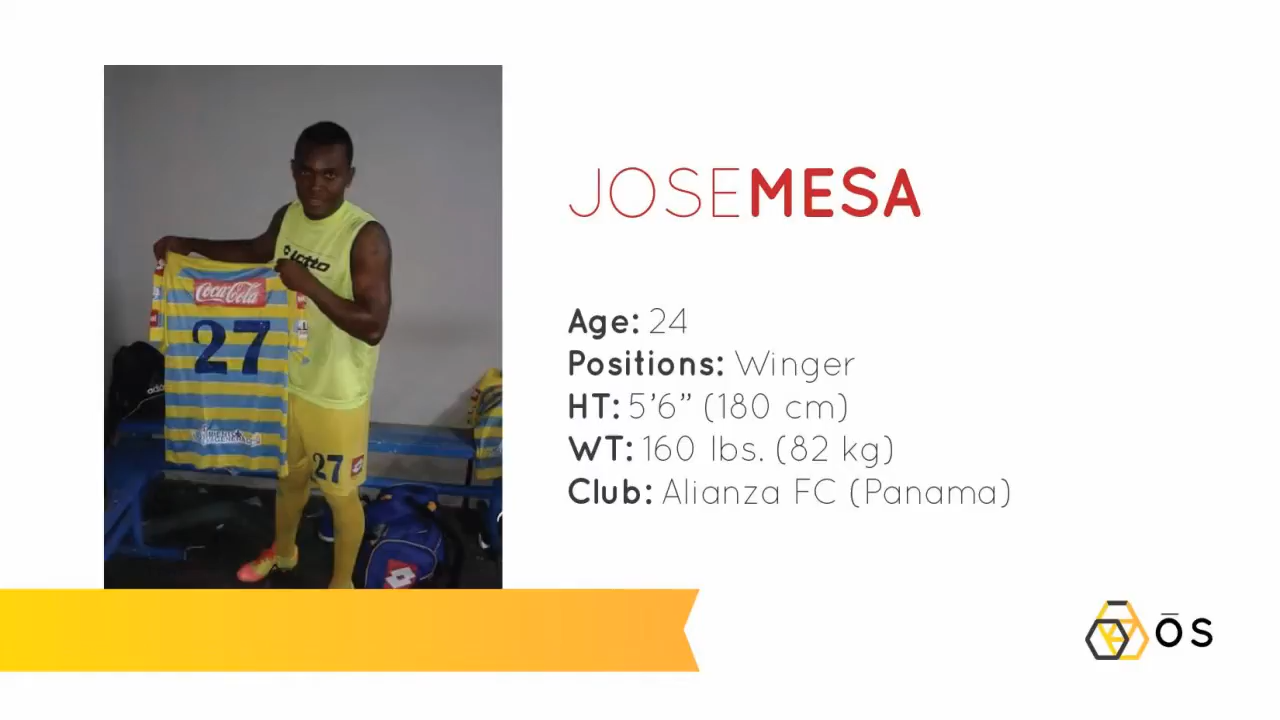 JOSEMESA
Age: 24
Positions: Winger
HT: 5’6” (180 cm)
WT: 160 lbs. (82 kg)
Club: Alianza FC (Panama)
lotto
Coca-Cola
27
27
ōs